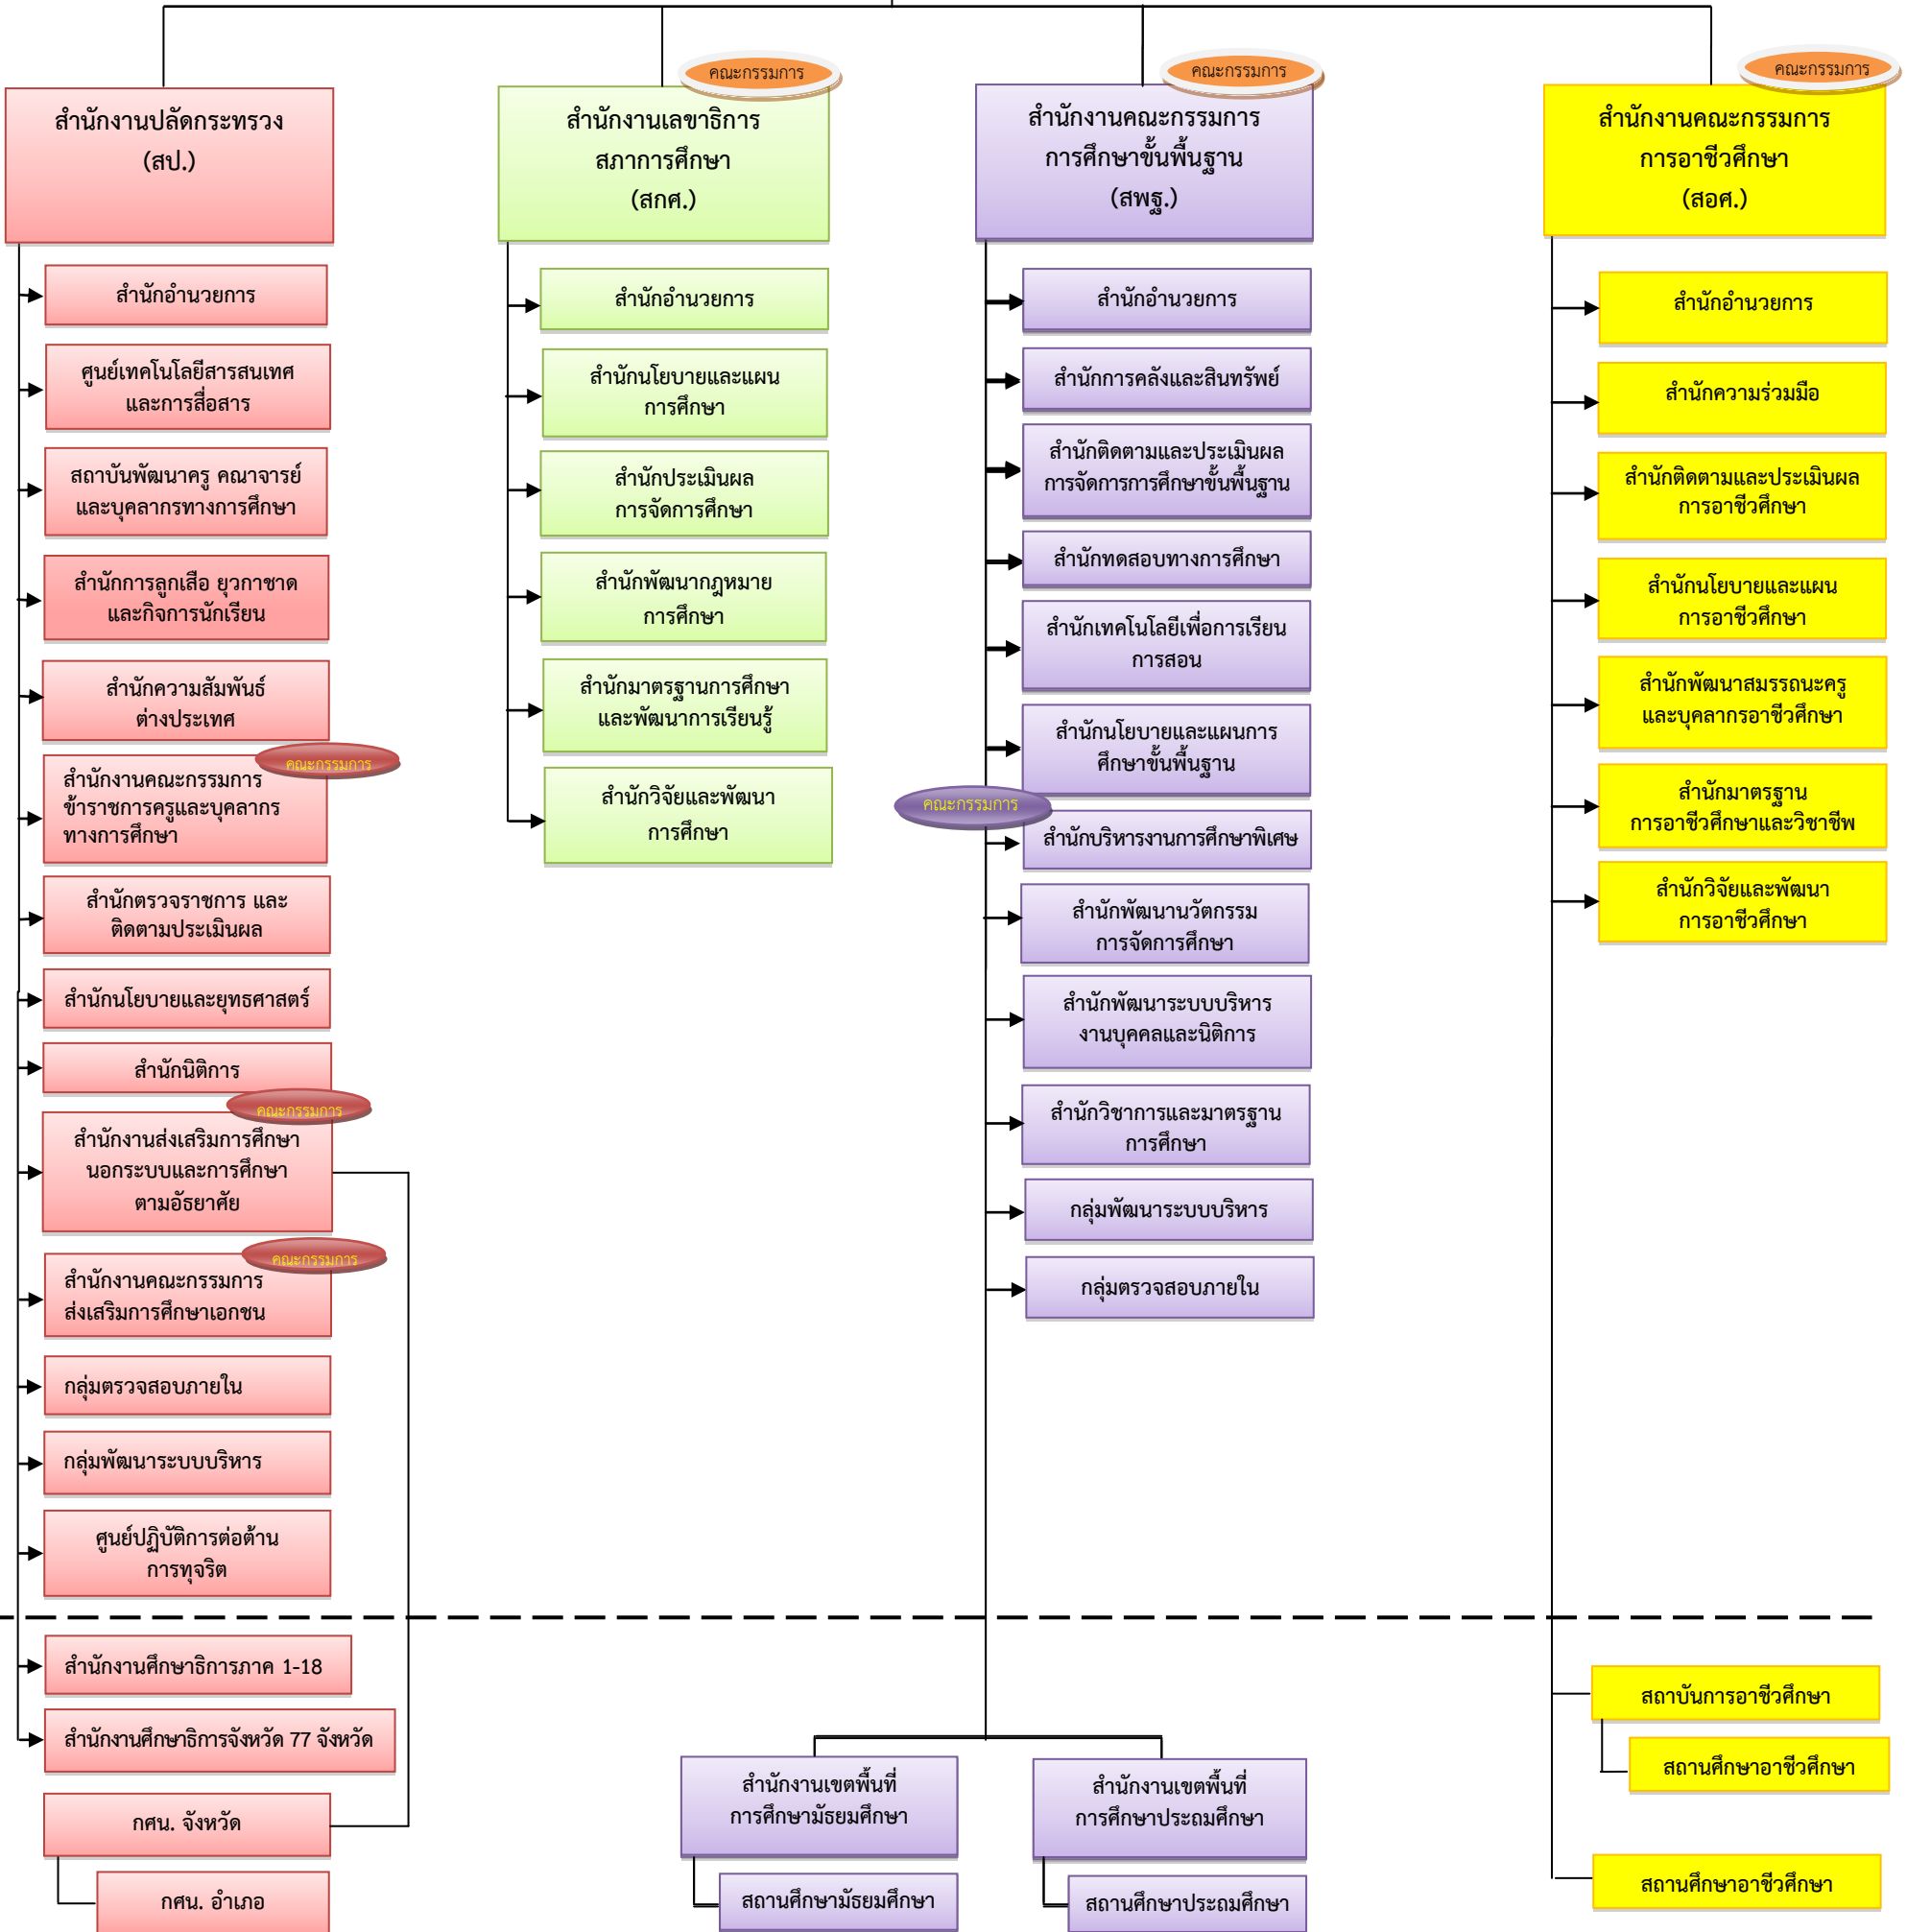 คณะกรรมการ
สำนักงานปลัดกระทรวง
(สป.)
สำนักอำนวยการ
ศูนย์เทคโนโลยีสารสนเทศ
และการสื่อสาร
สถาบันพัฒนาครู คณาจารย์
และบุคลากรทางการศึกษา
สำนักการลูกเสือ ยุวกาชาด
และกิจการนักเรียน
สำนักความสัมพันธ์
ต่างประเทศ
คณะกรรมการ
สำนักงานคณะกรรมการ
ข้าราชการครูและบุคลากร
ทางการศึกษา
สำนักตรวจราชการ และ
ติดตามประเมินผล
สำนักนโยบายและยุทธศาสตร์
สำนักนิติการ
คณะกรรมการ
สำนักงานส่งเสริมการศึกษา
นอกระบบและการศึกษา
ตามอัธยาศัย
คณะกรรมการ
สำนักงานคณะกรรมการ
ส่งเสริมการศึกษาเอกชน
กลุ่มตรวจสอบภายใน
กลุ่มพัฒนาระบบบริหาร
ศูนย์ปฏิบัติการต่อต้าน
การทุจริต
สำนักงานศึกษาธิการภาค 1-18
สำนักงานศึกษาธิการจังหวัด 77 จังหวัด
กศน. จังหวัด
กศน. อำเภอ
สำนักงานเลขาธิการ
สภาการศึกษา
(สกศ.)
สำนักอำนวยการ
สำนักนโยบายและแผน
การศึกษา
สำนักประเมินผล
การจัดการศึกษา
สำนักพัฒนากฎหมาย
การศึกษา
สำนักมาตรฐานการศึกษา
และพัฒนาการเรียนรู้
สำนักวิจัยและพัฒนา
การศึกษา
คณะกรรมการ
สำนักงานคณะกรรมการ
การศึกษาขั้นพื้นฐาน
(สพฐ.)
สำนักอำนวยการ
สำนักการคลังและสินทรัพย์
สำนักติดตามและประเมินผล
การจัดการการศึกษาขั้นพื้นฐาน
สำนักทดสอบทางการศึกษา
สำนักเทคโนโลยีเพื่อการเรียน
การสอน
สำนักนโยบายและแผนการ
ศึกษาขั้นพื้นฐาน
คณะกรรมการ
สำนักบริหารงานการศึกษาพิเศษ
สำนักพัฒนานวัตกรรม
การจัดการศึกษา
สำนักพัฒนาระบบบริหาร
งานบุคคลและนิติการ
สำนักวิชาการและมาตรฐาน
การศึกษา
กลุ่มพัฒนาระบบบริหาร
กลุ่มตรวจสอบภายใน
สำนักงานเขตพื้นที่
การศึกษามัธยมศึกษา
สถานศึกษามัธยมศึกษา
สำนักงานเขตพื้นที่
การศึกษาประถมศึกษา
สถานศึกษาประถมศึกษา
คณะกรรมการ
สำนักงานคณะกรรมการ
การอาชีวศึกษา
(สอศ.)
สำนักอำนวยการ
สำนักความร่วมมือ
สำนักติดตามและประเมินผล
การอาชีวศึกษา
สำนักนโยบายและแผน
การอาชีวศึกษา
สำนักพัฒนาสมรรถนะครู
และบุคลากรอาชีวศึกษา
สำนักมาตรฐาน
การอาชีวศึกษาและวิชาชีพ
สำนักวิจัยและพัฒนา
การอาชีวศึกษา
สถาบันการอาชีวศึกษา
สถานศึกษาอาชีวศึกษา
สถานศึกษาอาชีวศึกษา